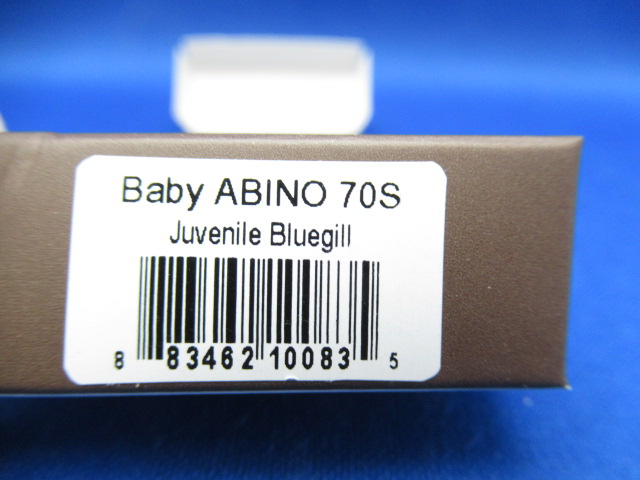 Baby ABINO 70S
Juvenile Bluegill
8 83462 10083 5